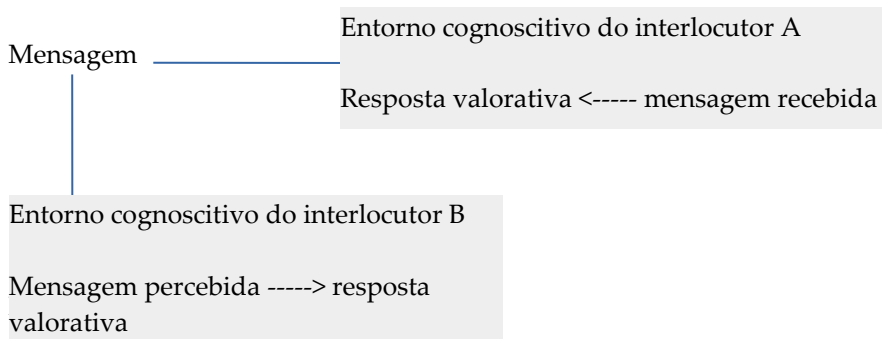 Mensagem
Entorno cognoscitivo do interlocutor A
Resposta valorativa <----- mensagem recebida
Entorno cognoscitivo do interlocutor B
Mensagem percebida -----> resposta
valorativa